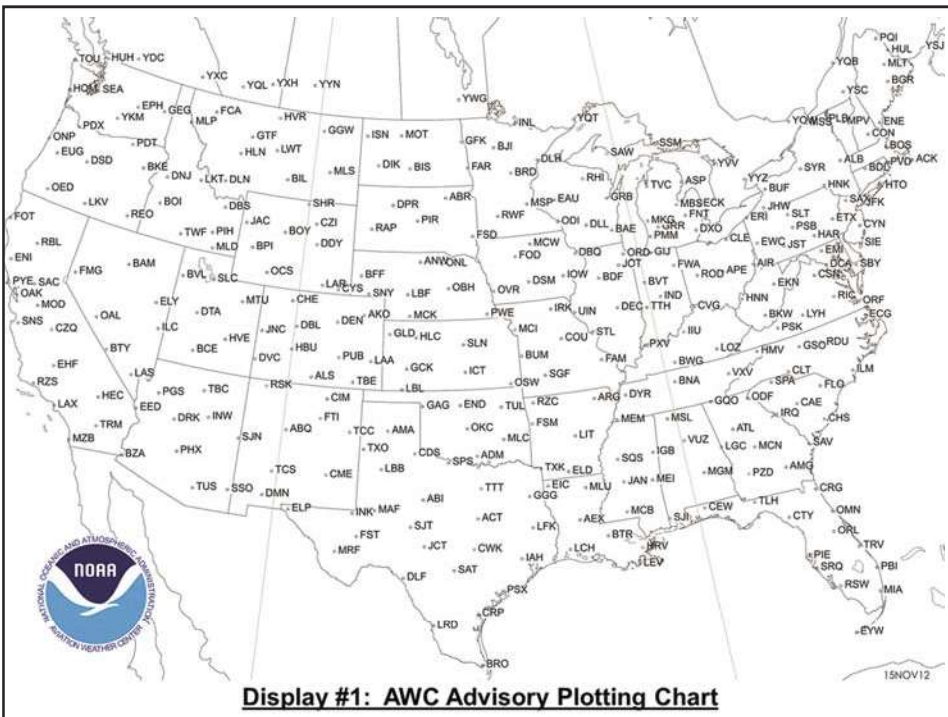 PQI
HUL
YSJ
TOU HUH YDC
YQB MLT
YXC YQL YXH YYN
BGR
HQM SEA
YWG
YSC
EPH GEG FCA HVR
INL YQT
YOW MSS PLB MPV ENE
YKM MLP
GGW ISN MOT
SSM
CON
PDX
GTF
GFK BJI
SAW
BOS
ONP PDT
HLN LWT
DLH
YVV
SYR ALB BDL PVD ACK
EUG DSD BKE
DIK BIS FAR BRD RHI
TVC ASP YYZ
DNJ LKT DLN BIL MLS
BUF HNK HTO
OED
ABR
MSP EAU GRB MBS ECK
JHW SAX JFK
LKV BOI DBS SHR DPR
MKG FNT
ERI SLT ETX
FOT REO JAC CZI PIR
RWF ODI DLL BAE GRR DXO
PSB CYN
TWF PIH BOY RAP
PMM CLE HAR
RBL MLD BPI DDY FSD
MCW DBQ ORD GIJ
EWC JST EMI SIE
ENI BAM
ANW ONL FOD
JOT FWA APE AIR DCA SBY
FMG BVL SLC OCS BFF
DSM IOW BDF ROD
EKN CSN
PYE SAC
LAR CYS SNY LBF OBH OVR
BVT
OAK ELY MTU CHE
IND HNN RIC ORF
MOD OAL DTA AKO MCK PWE
IRK UIN DEC TTH CVG
BKW LYH ECG
SNS CZQ ILC HVE JNC DBL DEN
GLD HLC MCI COU STL IIU
PSK
BTY BCE HBU SLN
PXV LOZ HMV GSO RDU
EHF DVC PUB LAA
BUM FAM BWG
LAS ALS GCK ICT SGF
VXV CLT ILM
RZS PGS TBC RSK TBE LBL
OSW ARG DYR BNA SPA
HEC EED CIM GAG END TUL RZC
GQO ODF FLO
LAX DRK INW FTI
MEM MSL CAE
TRM ABQ TCC AMA OKC FSM
IRQ CHS
MZB SJN MLC LIT
ATL
BZA PHX TXO CDS ADM
SQS IGB VUZ LGC MCN SAV
TCS CME LBB SPS TXK ELD
JAN MEI MGM PZD AMG
TUS SSO DMN TTT EIC MLU
CRG
ELP ABI GGG
MCB CEW TLH
INK MAF ACT AEX SJI CTY OMN
FST SJT LFK BTR
ORL
MRF JCT CWK IAH LCH HRV
TRV
LEV PIE
DLF SAT SRQ PBI
PSX RSW MIA
LRD CRP
EYW
BRO
NATIONAL OCEANIC AND ATMOSPHERIC ADMINISTRATION
NOAA
AVIATION WEATHER CENTER
15NOV12
Display #1: AWC Advisory Plotting Chart